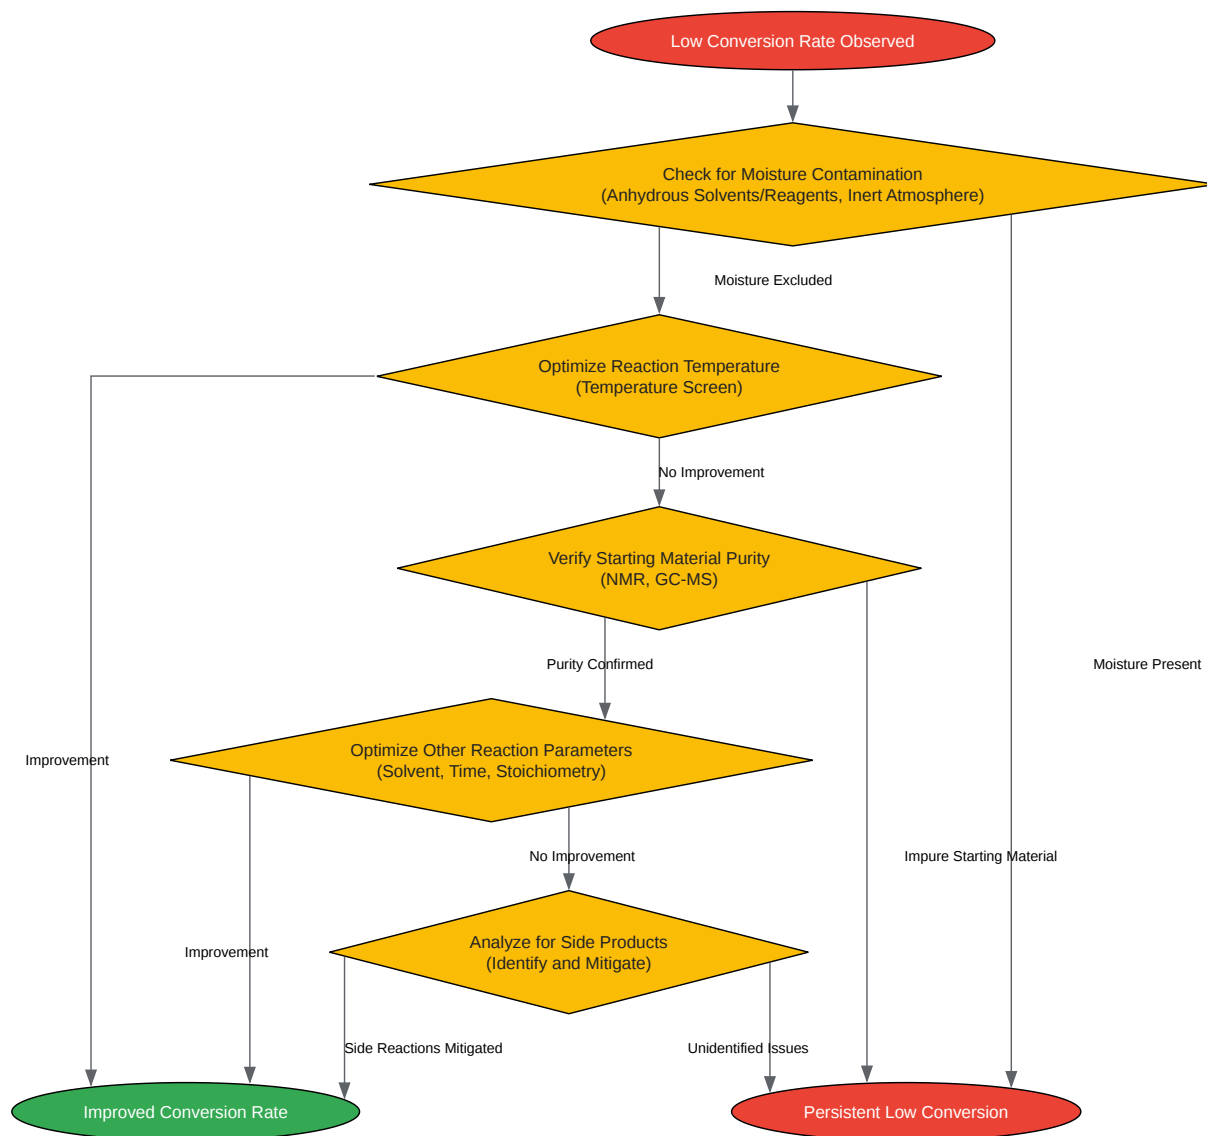 Low Conversion Rate Observed
Check for Moisture Contamination
(Anhydrous Solvents/Reagents, Inert Atmosphere)
Moisture Excluded
Optimize Reaction Temperature
(Temperature Screen)
No Improvement
Verify Starting Material Purity
(NMR, GC-MS)
Purity Confirmed
Moisture Present
Optimize Other Reaction Parameters
(Solvent, Time, Stoichiometry)
Improvement
No Improvement
Impure Starting Material
Analyze for Side Products
(Identify and Mitigate)
Improvement
Side Reactions Mitigated
Unidentified Issues
Improved Conversion Rate
Persistent Low Conversion